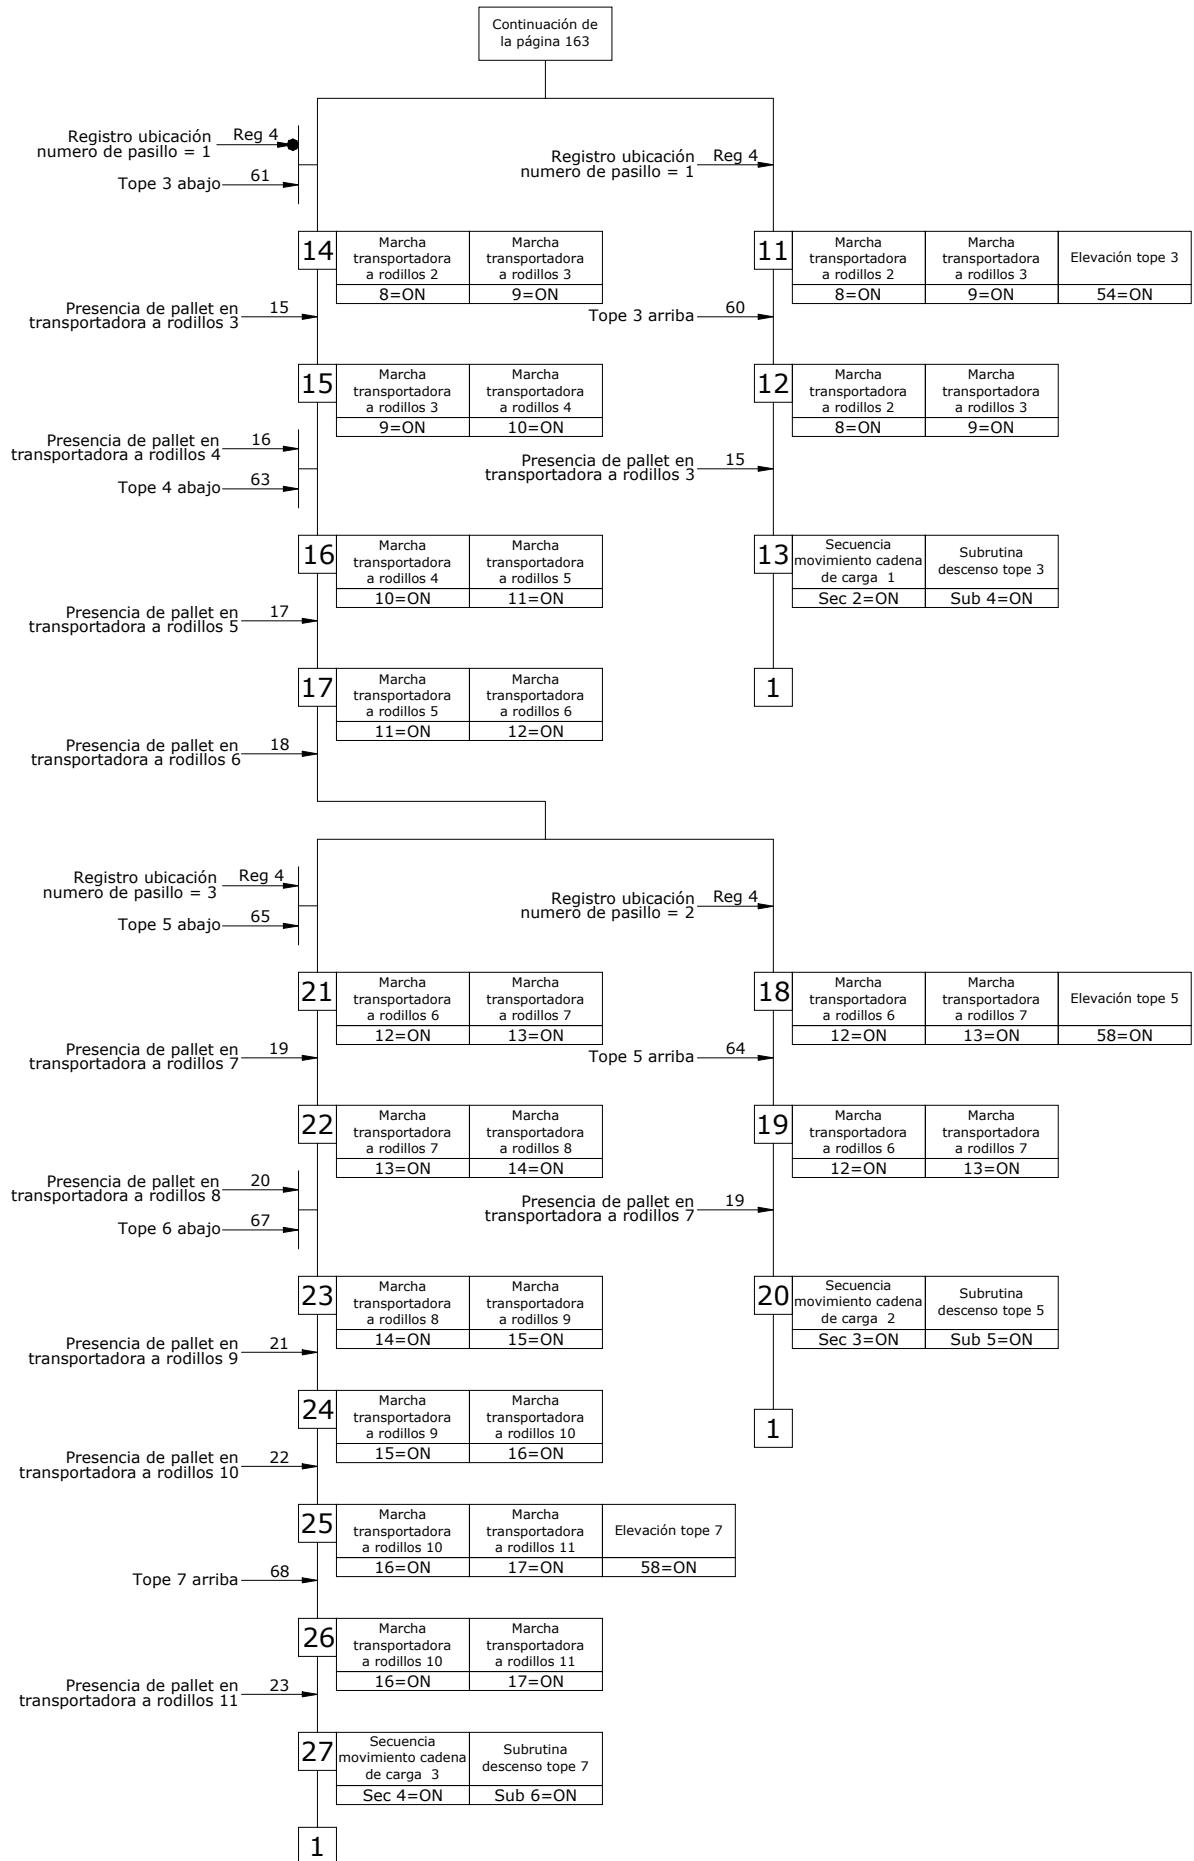 Continuación de
la página 163
Registro ubicación
numero de pasillo = 1
Reg 4
Tope 3 abajo
61
Registro ubicación
numero de pasillo = 1
Reg 4
14
Marcha
transportadora
a rodillos 2
8=ON
Marcha
transportadora
a rodillos 3
9=ON
11
Marcha
transportadora
a rodillos 2
8=ON
Marcha
transportadora
a rodillos 3
9=ON
Elevación tope 3
54=ON
Presencia de pallet en
transportadora a rodillos 3
15
Tope 3 arriba
60
15
Marcha
transportadora
a rodillos 3
9=ON
Marcha
transportadora
a rodillos 4
10=ON
12
Marcha
transportadora
a rodillos 2
8=ON
Marcha
transportadora
a rodillos 3
9=ON
Presencia de pallet en
transportadora a rodillos 4
16
Tope 4 abajo
63
Presencia de pallet en
transportadora a rodillos 3
15
16
Marcha
transportadora
a rodillos 4
10=ON
Marcha
transportadora
a rodillos 5
11=ON
13
Secuencia
movimiento cadena
de carga 1
Sec 2=ON
Subrutina
descenso tope 3
Sub 4=ON
Presencia de pallet en
transportadora a rodillos 5
17
17
Marcha
transportadora
a rodillos 5
11=ON
Marcha
transportadora
a rodillos 6
12=ON
1
Presencia de pallet en
transportadora a rodillos 6
18
Registro ubicación
numero de pasillo = 3
Reg 4
Tope 5 abajo
65
Registro ubicación
numero de pasillo = 2
Reg 4
21
Marcha
transportadora
a rodillos 6
12=ON
Marcha
transportadora
a rodillos 7
13=ON
18
Marcha
transportadora
a rodillos 6
12=ON
Marcha
transportadora
a rodillos 7
13=ON
Elevación tope 5
58=ON
Presencia de pallet en
transportadora a rodillos 7
19
Tope 5 arriba
64
22
Marcha
transportadora
a rodillos 7
13=ON
Marcha
transportadora
a rodillos 8
14=ON
19
Marcha
transportadora
a rodillos 6
12=ON
Marcha
transportadora
a rodillos 7
13=ON
Presencia de pallet en
transportadora a rodillos 8
20
Tope 6 abajo
67
Presencia de pallet en
transportadora a rodillos 7
19
23
Marcha
transportadora
a rodillos 8
14=ON
Marcha
transportadora
a rodillos 9
15=ON
20
Secuencia
movimiento cadena
de carga 2
Sec 3=ON
Subrutina
descenso tope 5
Sub 5=ON
Presencia de pallet en
transportadora a rodillos 9
21
24
Marcha
transportadora
a rodillos 9
15=ON
Marcha
transportadora
a rodillos 10
16=ON
1
Presencia de pallet en
transportadora a rodillos 10
22
25
Marcha
transportadora
a rodillos 10
16=ON
Marcha
transportadora
a rodillos 11
17=ON
Elevación tope 7
58=ON
Tope 7 arriba
68
26
Marcha
transportadora
a rodillos 10
16=ON
Marcha
transportadora
a rodillos 11
17=ON
Presencia de pallet en
transportadora a rodillos 11
23
27
Secuencia
movimiento cadena
de carga 3
Sec 4=ON
Subrutina
descenso tope 7
Sub 6=ON
1